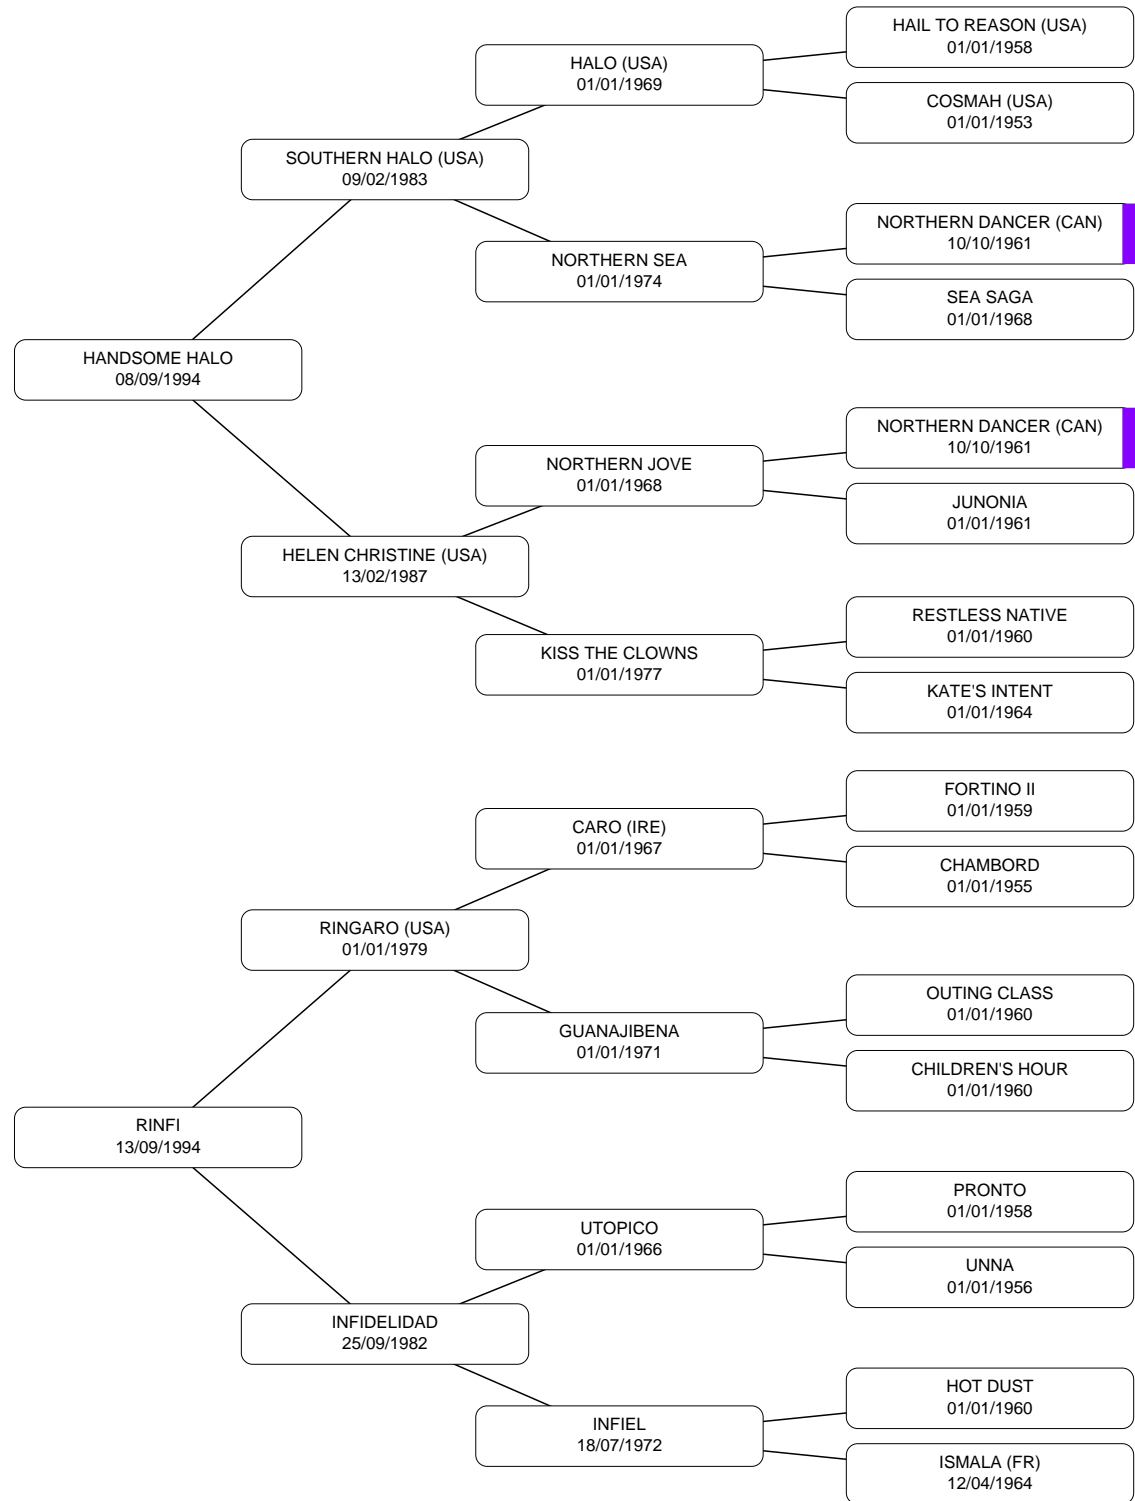 HAIL TO REASON (USA)
01/01/1958
HALO (USA)
01/01/1969
COSMAH (USA)
01/01/1953
SOUTHERN HALO (USA)
09/02/1983
NORTHERN DANCER (CAN)
10/10/1961
NORTHERN SEA
01/01/1974
SEA SAGA
01/01/1968
HANDSOME HALO
08/09/1994
NORTHERN DANCER (CAN)
10/10/1961
NORTHERN JOVE
01/01/1968
JUNONIA
01/01/1961
HELEN CHRISTINE (USA)
13/02/1987
RESTLESS NATIVE
01/01/1960
KISS THE CLOWNS
01/01/1977
KATE'S INTENT
01/01/1964
FORTINO II
01/01/1959
CARO (IRE)
01/01/1967
CHAMBORD
01/01/1955
RINGARO (USA)
01/01/1979
OUTING CLASS
01/01/1960
GUANAJIBENA
01/01/1971
CHILDREN'S HOUR
01/01/1960
RINFI
13/09/1994
PRONTO
01/01/1958
UTOPICO
01/01/1966
UNNA
01/01/1956
INFIDELIDAD
25/09/1982
HOT DUST
01/01/1960
INFIEL
18/07/1972
ISMALA (FR)
12/04/1964